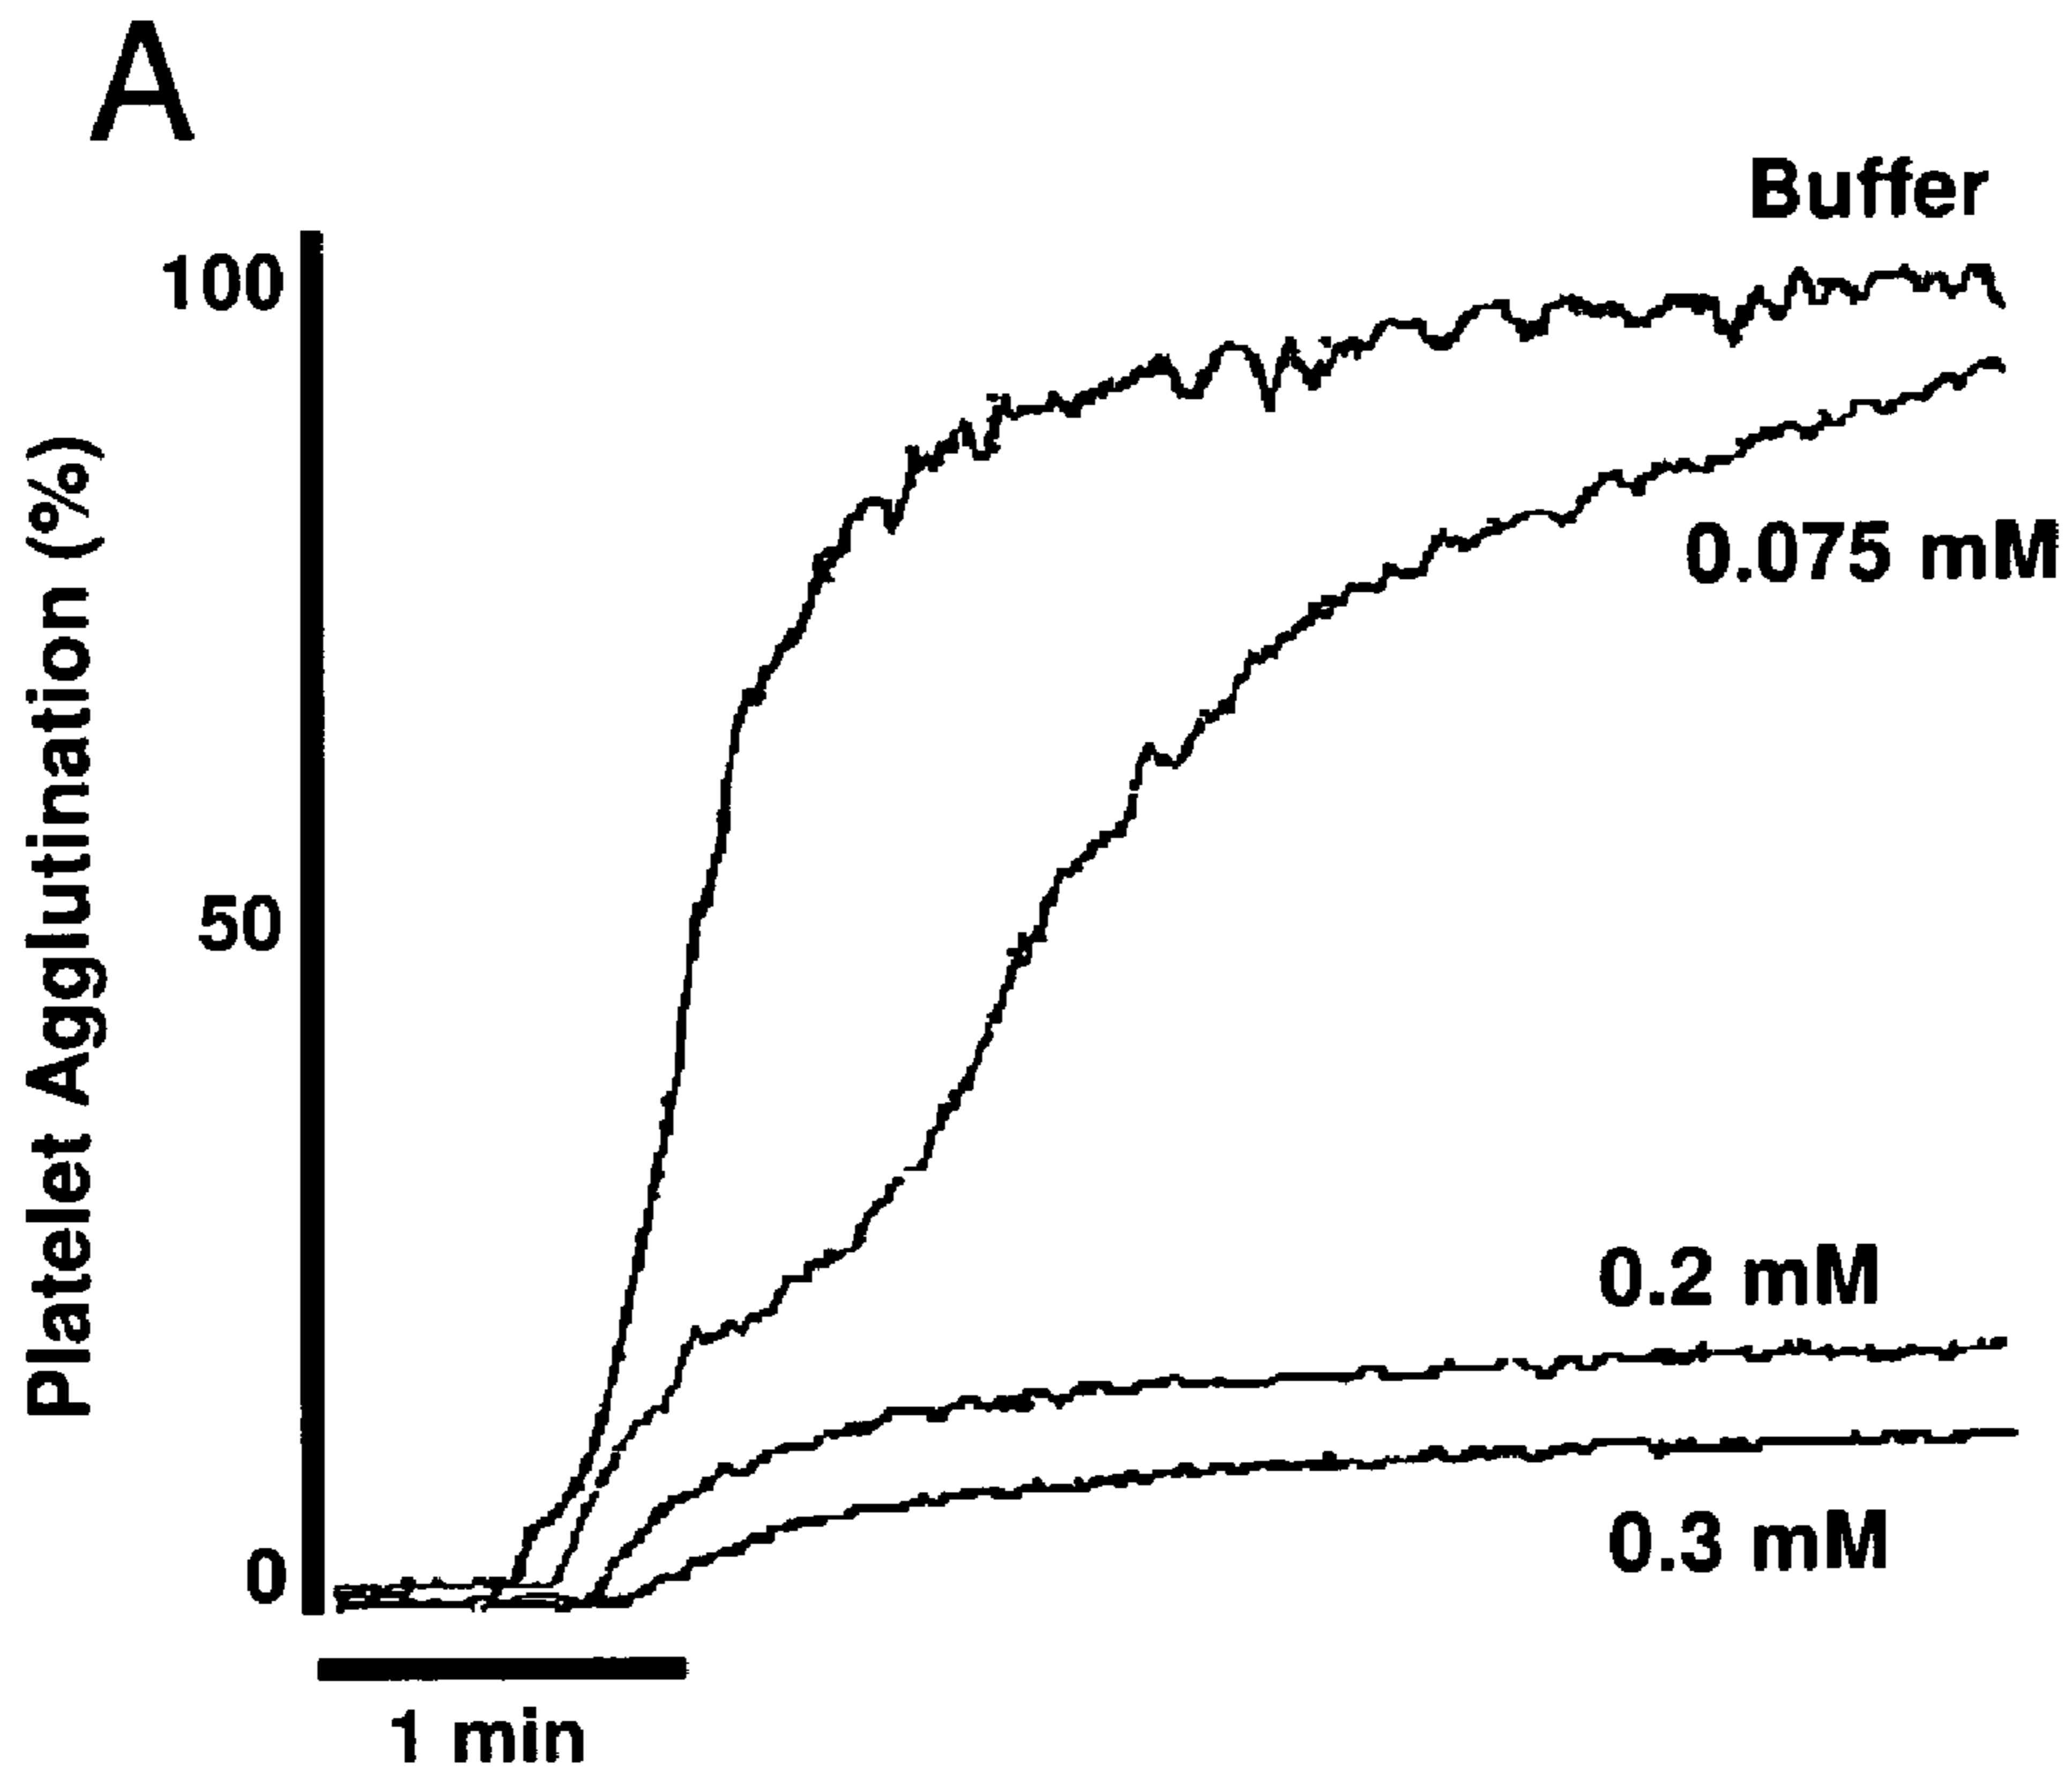 A
Buffer
100
0.075 mM
Platelet Agglutination (%)
50
0.2 mM
0.3 mM
0
1 min